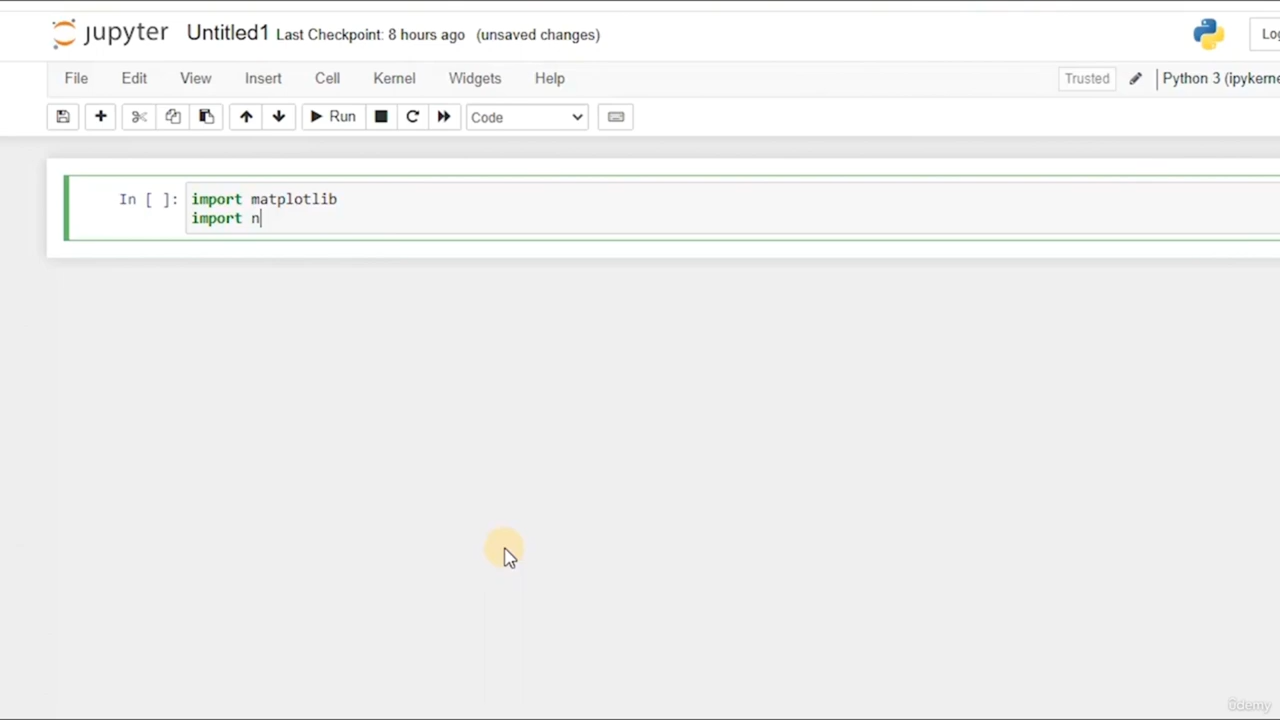 jupyter Untitled1 Last Checkpoint: 8 hours ago (unsaved changes)
File Edit View Insert Cell Kernel Widgets Help Trusted Python 3 (ipykerne
Run Code
In [ ]: import matplotlib
import n
ûdemy